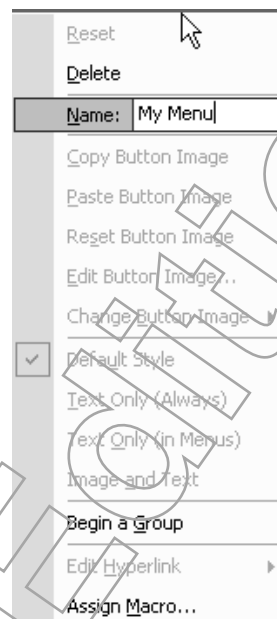 Reset
Delete
Name: My Menu
Copy Button Image
Paste Button Image
Reset Button Image
Edit Button Image...
Change Button Image
Default Style
Text Only (Always)
Text Only (in Menus)
Image and Text
Begin a Group
Edit Hyperlink
Assign Macro...